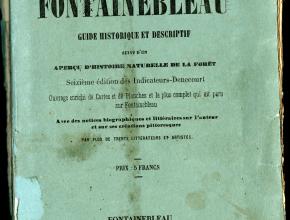 FONTAINEBLEAU
GUIDE HISTORIQUE ET DESCRIPTIF
SUIVI D'UN
APERÇU D'HISTOIRE NATURELLE DE LA FORÊT
Seizième édition des Indicateurs-Denecourt
Ouvrage enrichi de Cartes et de Planches et le plus complet qui ait paru
sur Fontainebleau
Avec des notices biographiques et littéraires sur l'auteur
et sur ses créations pittoresques
PAR PLUS DE TRENTE LITTÉRATEURS ET ARTISTES.
PRIX : 5 FRANCS
FONTAINEBLEAU